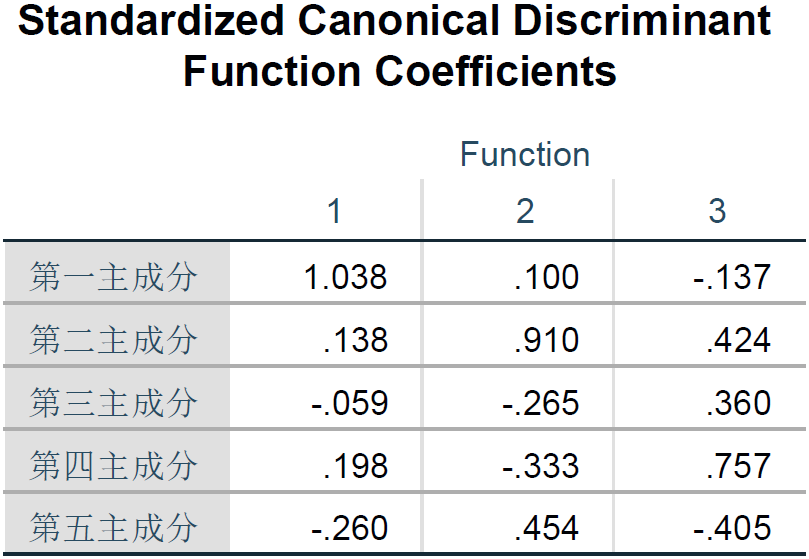 Standardized Canonical Discriminant
Function Coefficients
Function
1 2 3
第一主成分 1.038 .100 -.137
第二主成分 .138 .910 .424
第三主成分 -.059 -.265 .360
第四主成分 .198 -.333 .757
第五主成分 -.260 .454 -.405